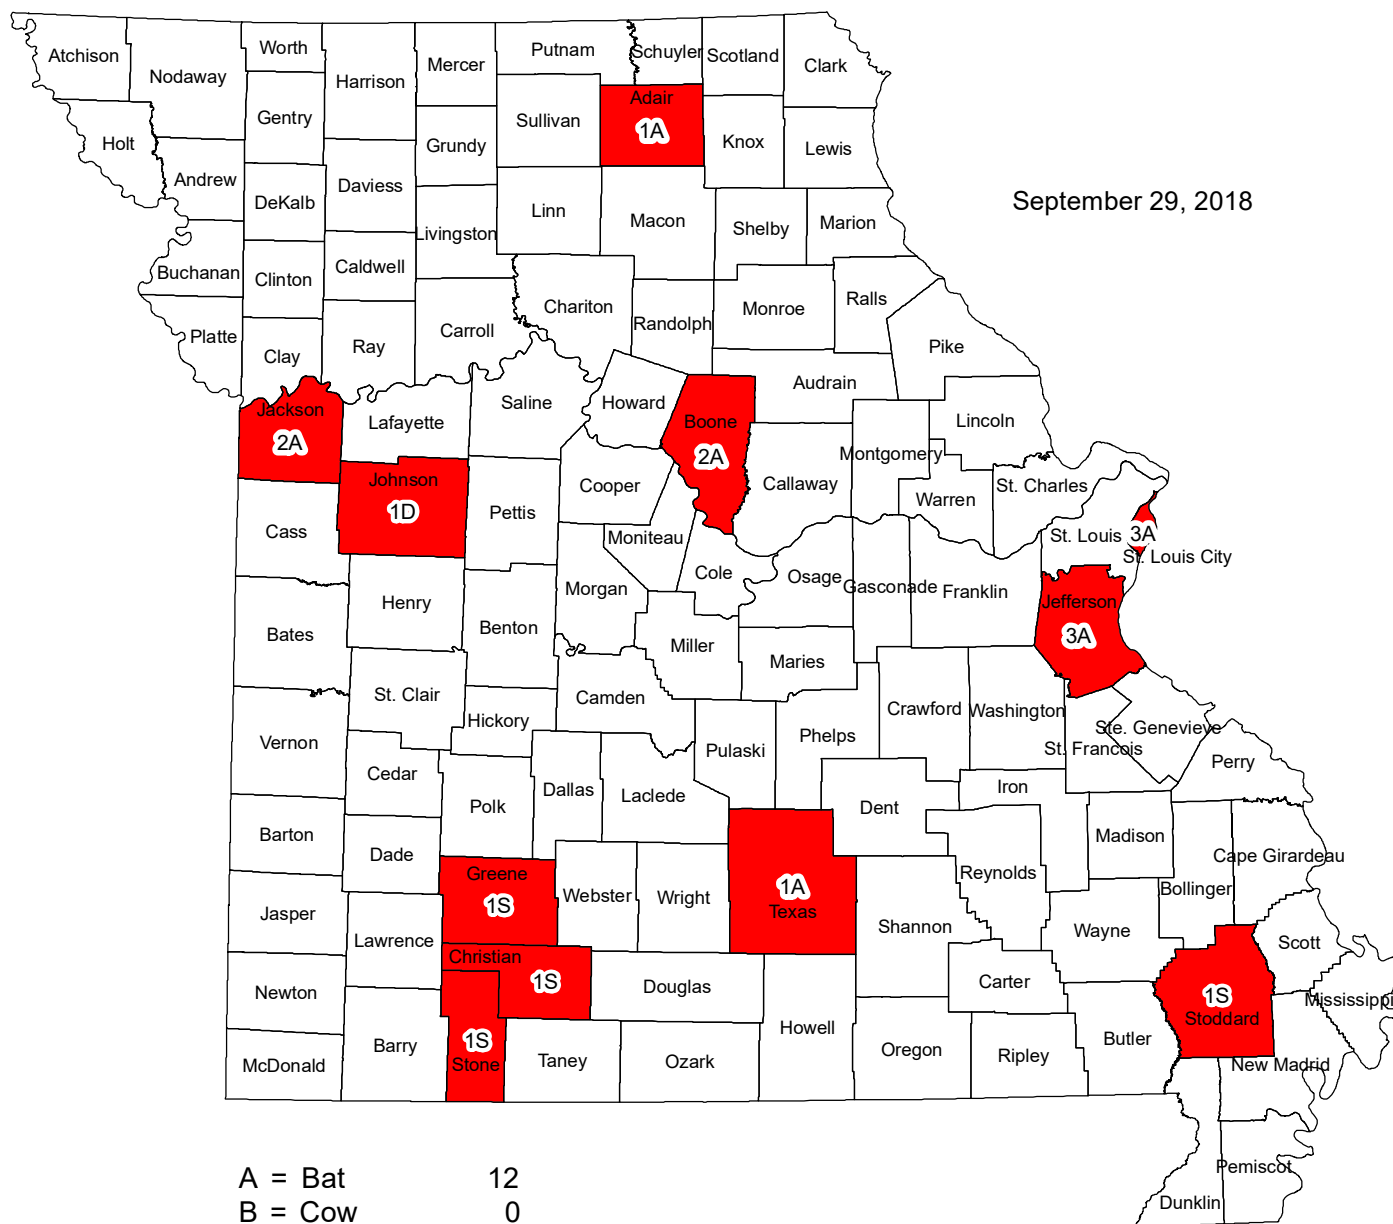 Atchison
Nodaway
Worth
Harrison
Mercer
Putnam
Schuyler
Scotland
Clark
Gentry
Sullivan
Adair
1A
Knox
Lewis
Holt
Andrew
DeKalb
Daviess
Grundy
Linn
Macon
Shelby
Marion
September 29, 2018
Livingston
Buchanan
Clinton
Caldwell
Chariton
Randolph
Monroe
Ralls
Platte
Clay
Ray
Carroll
Pike
Audrain
Jackson
2A
Lafayette
Saline
Howard
Boone
2A
Lincoln
Montgomery
Johnson
1D
Pettis
Cooper
Callaway
Warren
St. Charles
Cass
Moniteau
Cole
St. Louis
3A
St. Louis City
Henry
Morgan
Osage
Gasconade
Franklin
Jefferson
3A
Bates
Benton
Miller
Maries
St. Clair
Camden
Hickory
Crawford
Washington
Ste. Genevieve
Vernon
Pulaski
Phelps
St. Francois
Perry
Cedar
Polk
Dallas
Laclede
Dent
Iron
Barton
Dade
Madison
Cape Girardeau
Greene
1S
Webster
Wright
1A
Texas
Reynolds
Bollinger
Jasper
Lawrence
Shannon
Wayne
Scott
Christian
1S
Newton
Douglas
Carter
1S
Stoddard
Mississippi
Barry
1S
Stone
Taney
Ozark
Howell
Oregon
Ripley
Butler
McDonald
New Madrid
Pemiscot
Dunklin
A = Bat 12
B = Cow 0